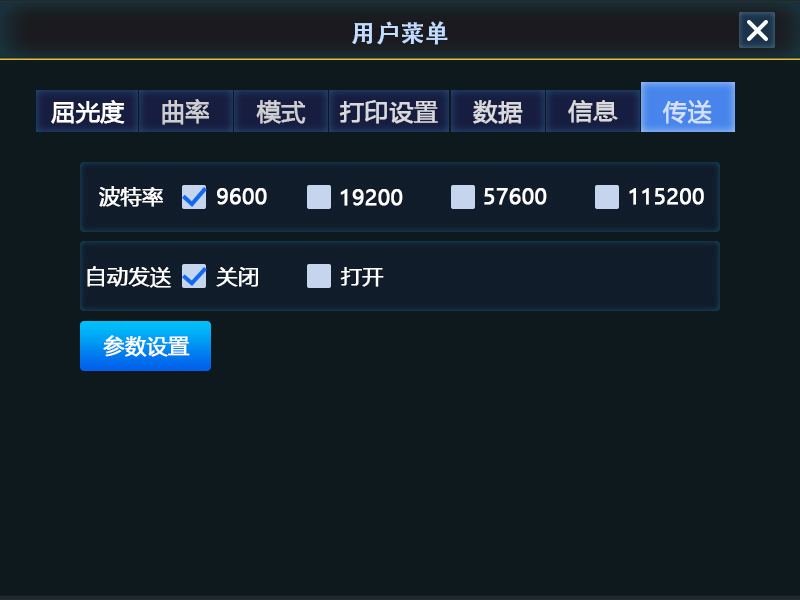 用户菜单
屈光度 曲率 模式 打印设置 数据 信息 传送
波特率 9600 19200 57600 115200
自动发送 关闭 打开
参数设置